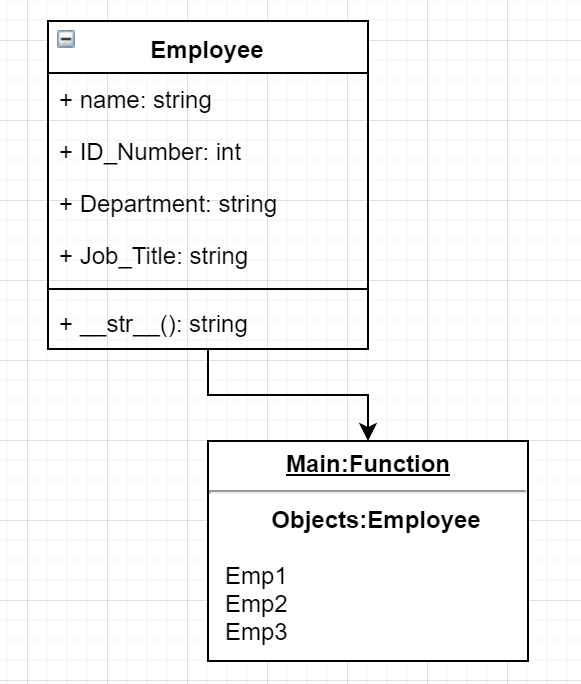 Employee
+ name: string
+ ID_Number: int
+ Department: string
+ Job_Title: string
+ __str__(): string
Main:Function
Objects:Employee
Emp1
Emp2
Emp3